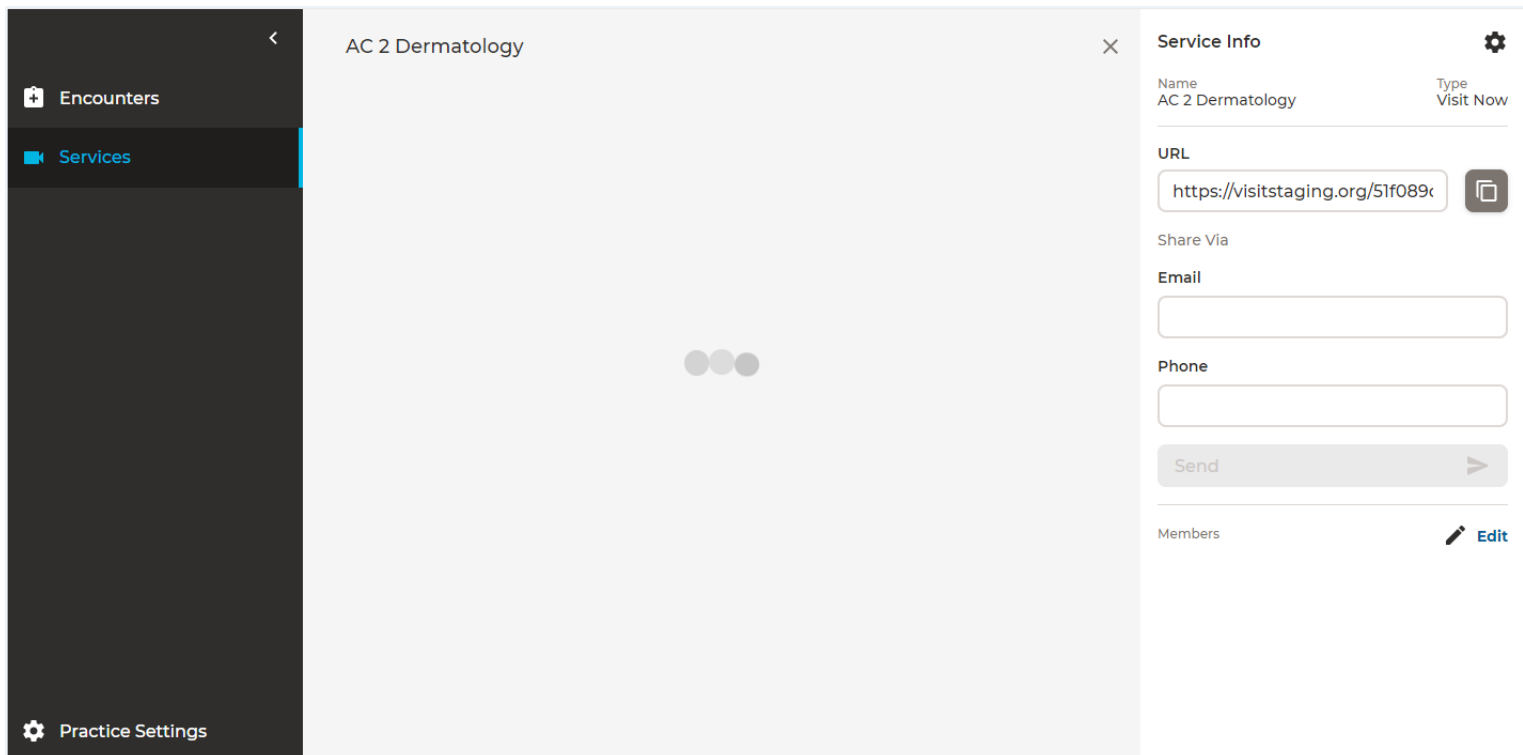 Encounters
Services
Practice Settings
AC 2 Dermatology
Service Info
Name
AC 2 Dermatology
Type
Visit Now
URL
https://visitstaging.org/51f089
Share Via
Email
Phone
Send
Members
Edit